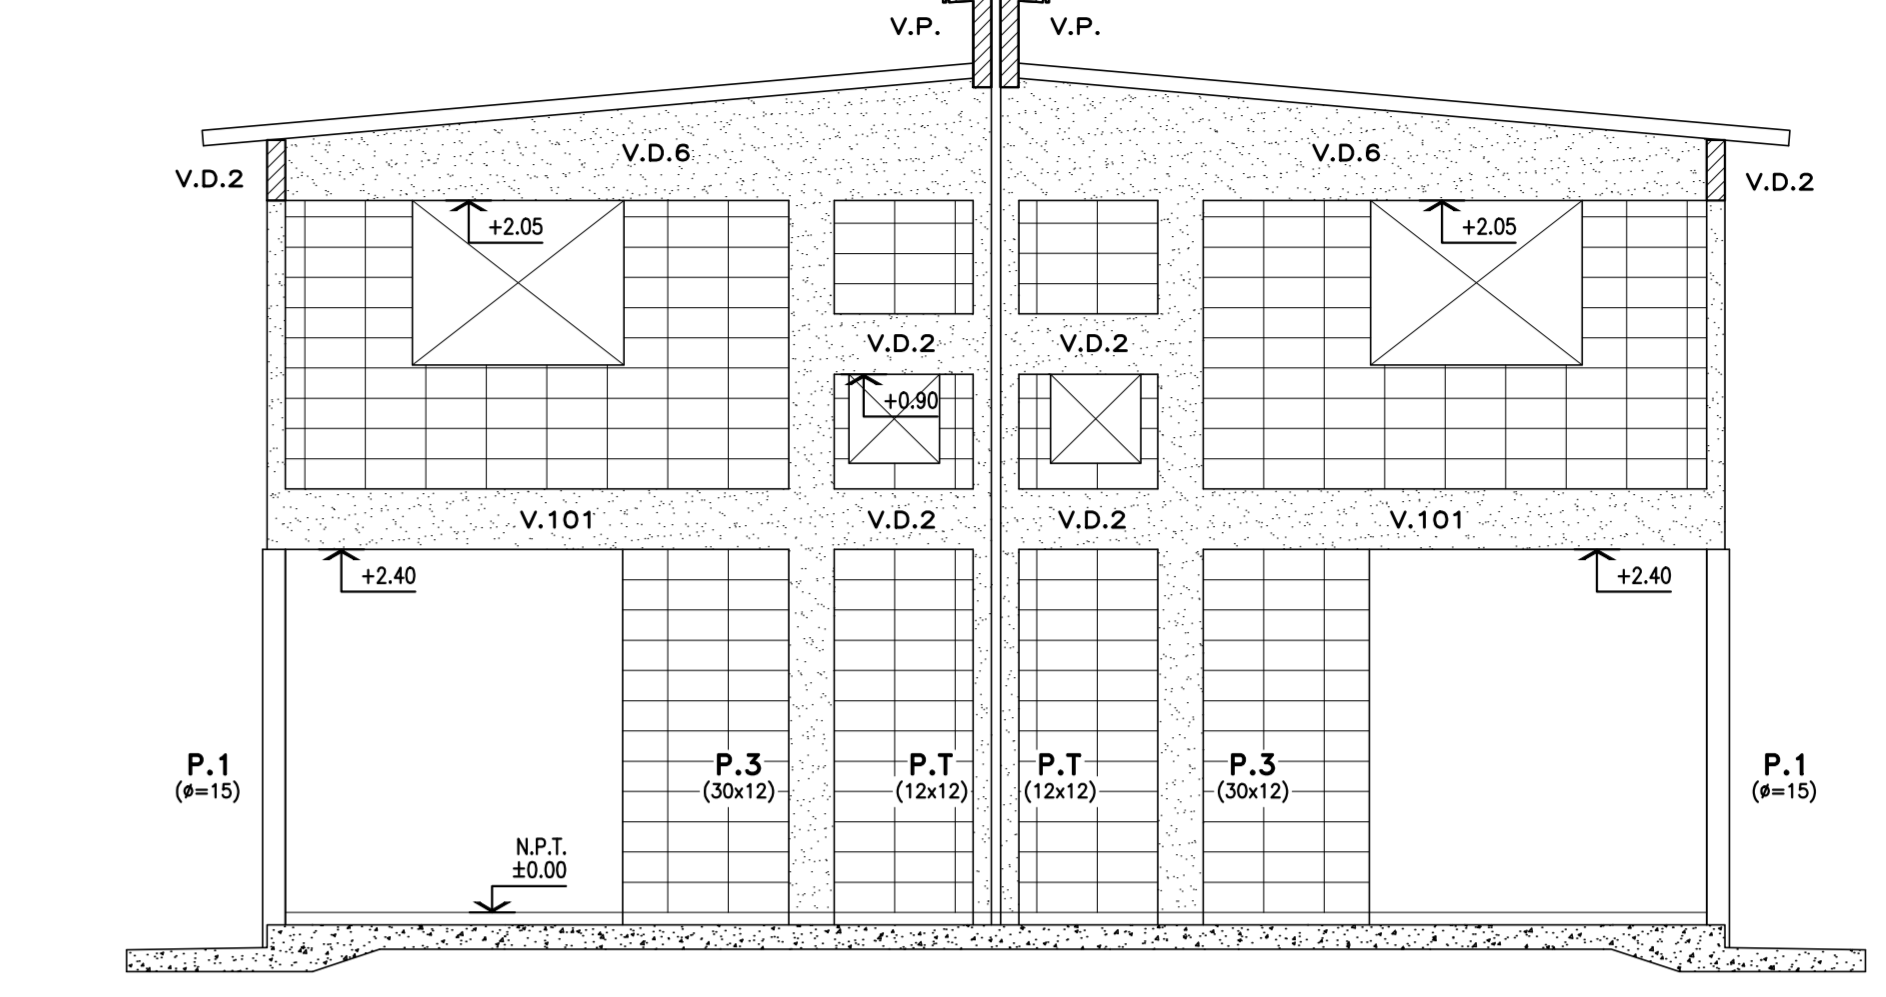 V.P.
V.P.
V.D.6
V.D.6
V.D.2
V.D.2
+2.05
+2.05
V.D.2
V.D.2
+0.90
V.101
V.D.2
V.D.2
V.101
+2.40
+2.40
P.1
(ø=15)
P.3
(30x12)
P.T
(12x12)
P.T
(12x12)
P.3
(30x12)
P.1
(ø=15)
N.P.T.
±0.00